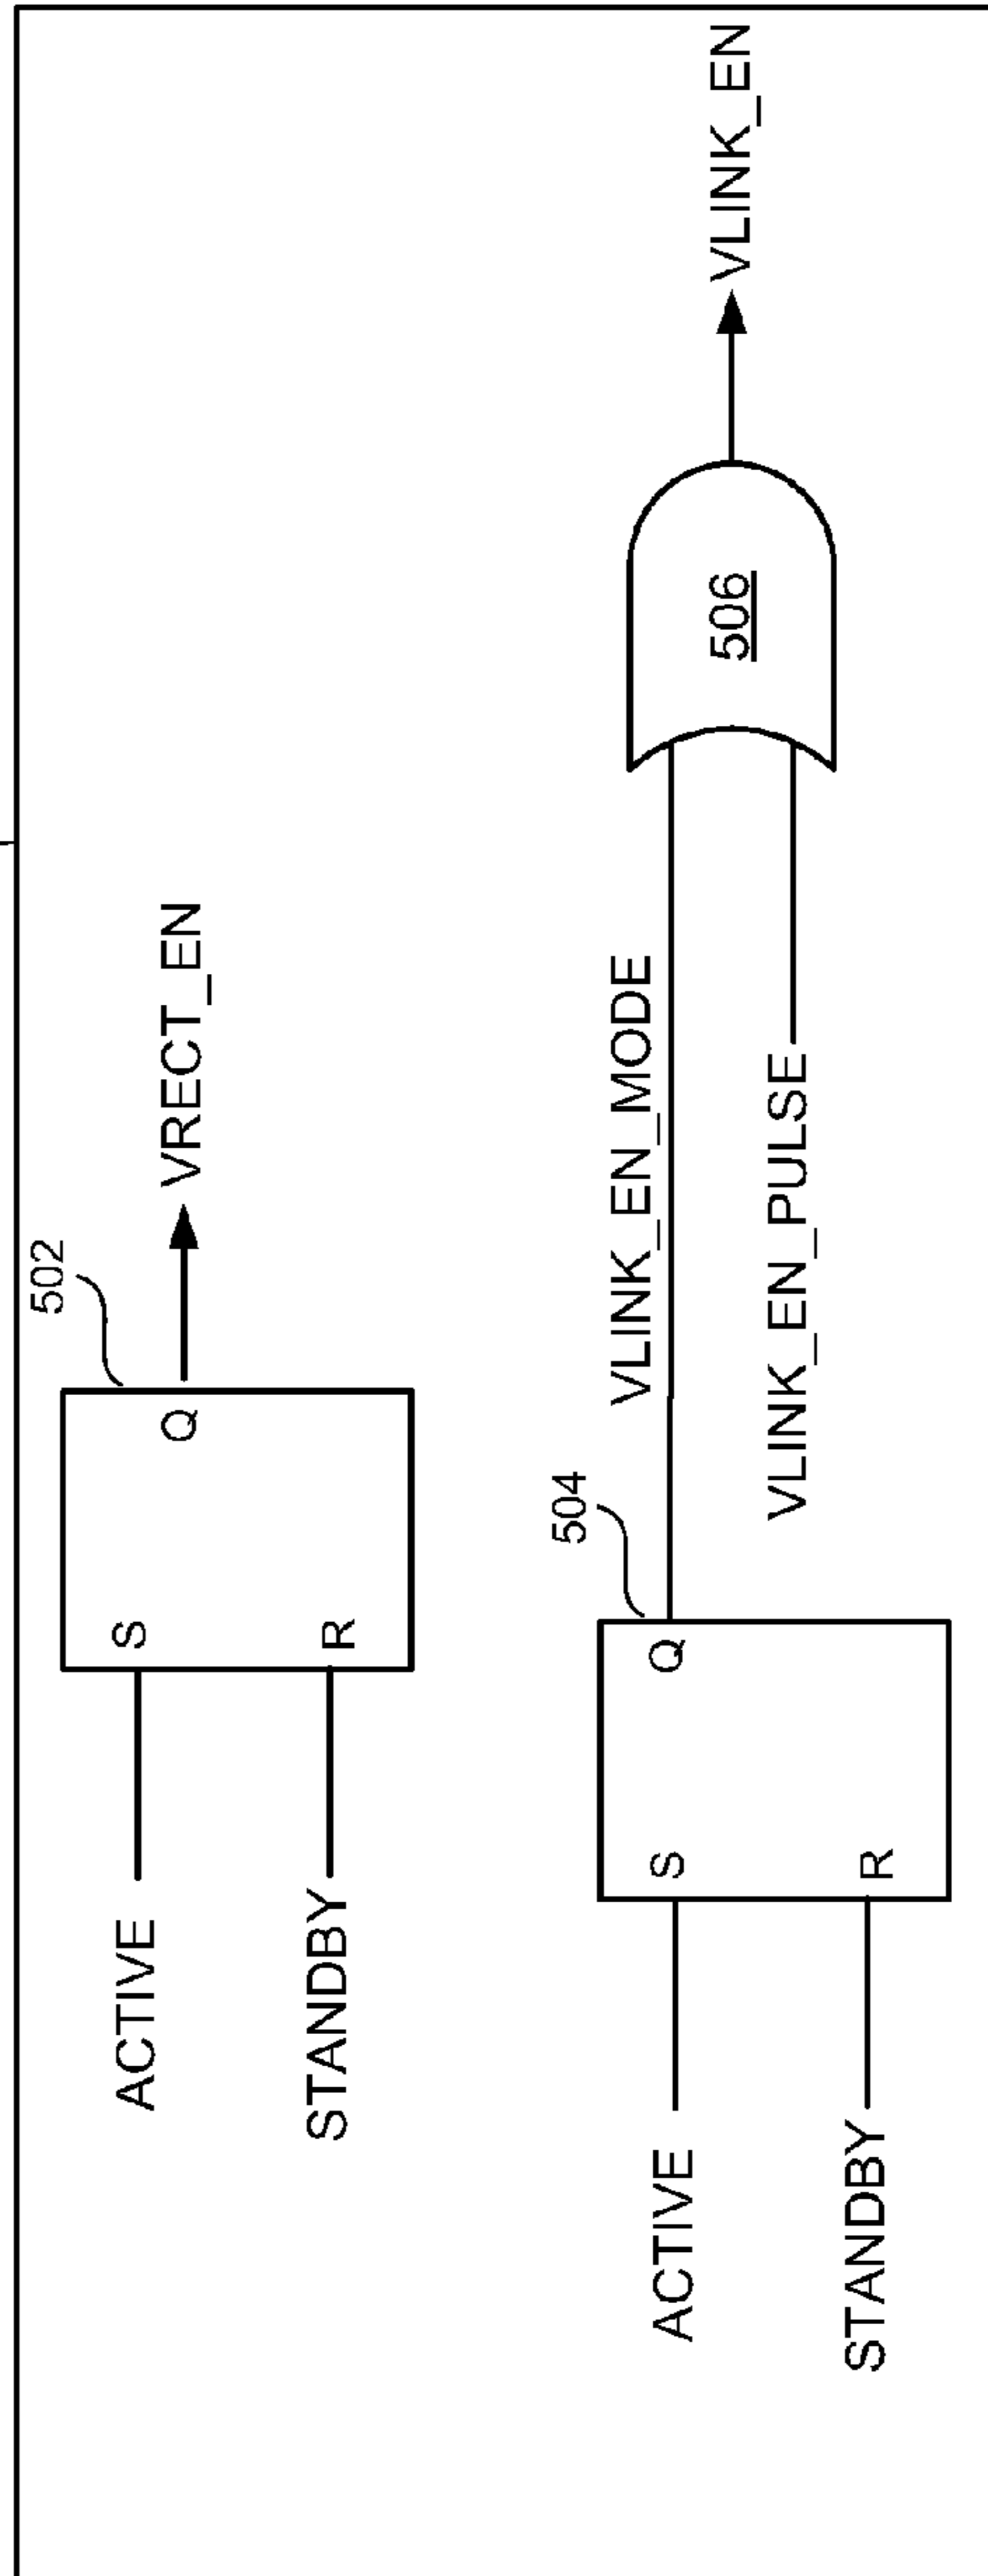 502
ACTIVE
S
Q
VRECT_EN
STANDBY
R
504
VLINK_EN_MODE
ACTIVE
S
Q
506
VLINK_EN
VLINK_EN_PULSE
STANDBY
R